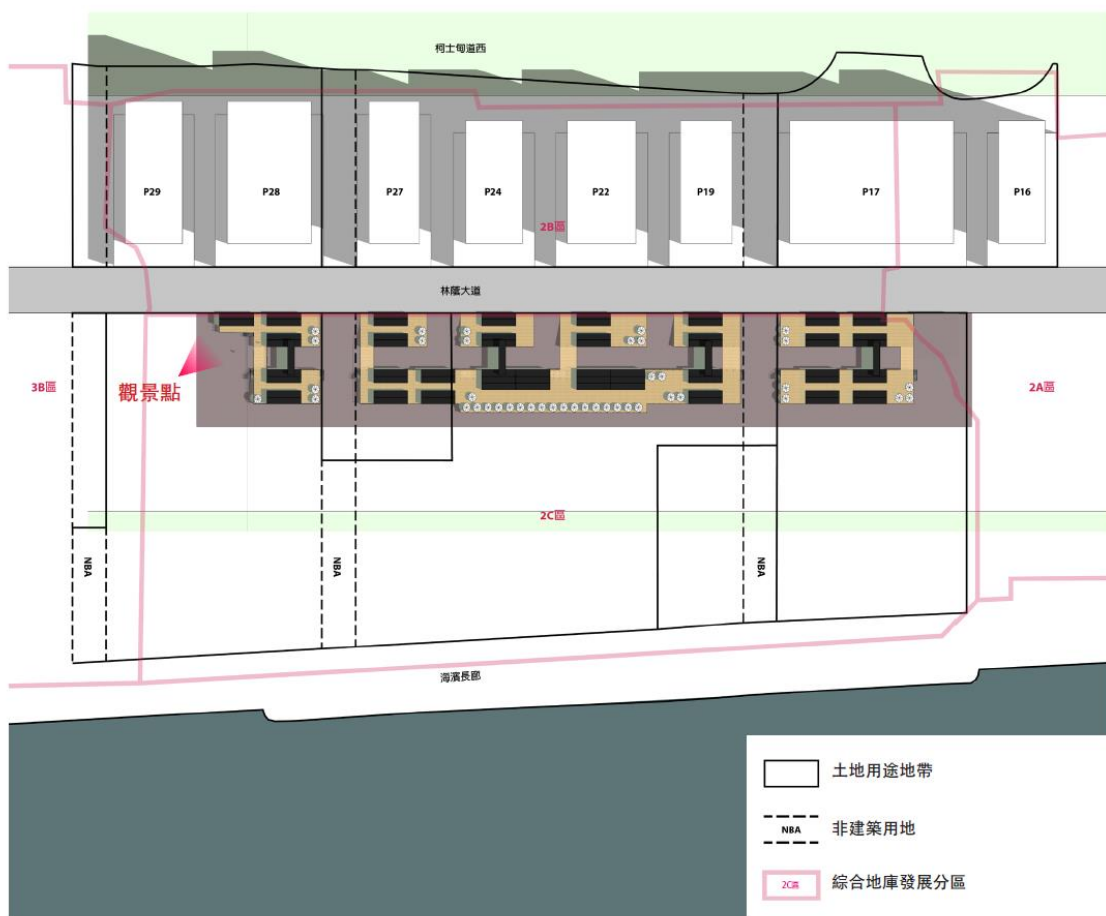 柯士甸道西
P29
P28
P27
P24
P22
P19
P17
P16
2B區
林蔭大道
觀景點
3B區
2A區
2C區
NBA
NBA
NBA
海濱長廊
土地用途地帶
NBA
非建築用地
2C區
綜合地庫發展分區